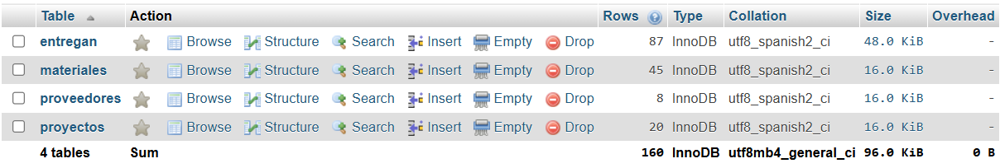 Table Action Rows Type Collation Size Overhead
entregan Browse Structure Search Insert Empty Drop 87 InnoDB utf8_spanish2_ci 48.0 KiB -
materiales Browse Structure Search Insert Empty Drop 45 InnoDB utf8_spanish2_ci 16.0 KiB -
proveedores Browse Structure Search Insert Empty Drop 8 InnoDB utf8_spanish2_ci 16.0 KiB -
proyectos Browse Structure Search Insert Empty Drop 20 InnoDB utf8_spanish2_ci 16.0 KiB -
4 tables Sum 160 InnoDB utf8mb4_general_ci 96.0 KiB 0 B